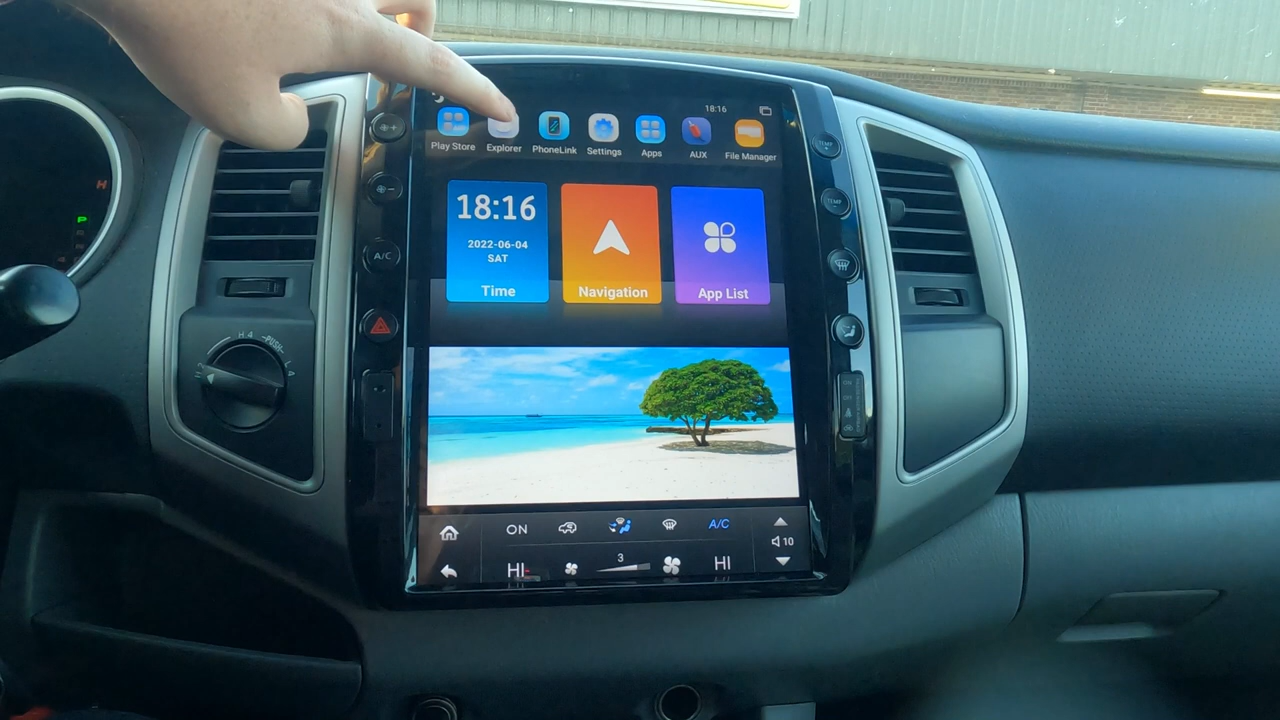 18:16
Play Store
Explorer
PhoneLink
Settings
Apps
AUX
File Manager
18:16
2022-06-04
SAT
Time
Navigation
App List
TEMP
TEMP
A/C
H
P
-PUSH-
ON
A/C
10
HI
3
HI